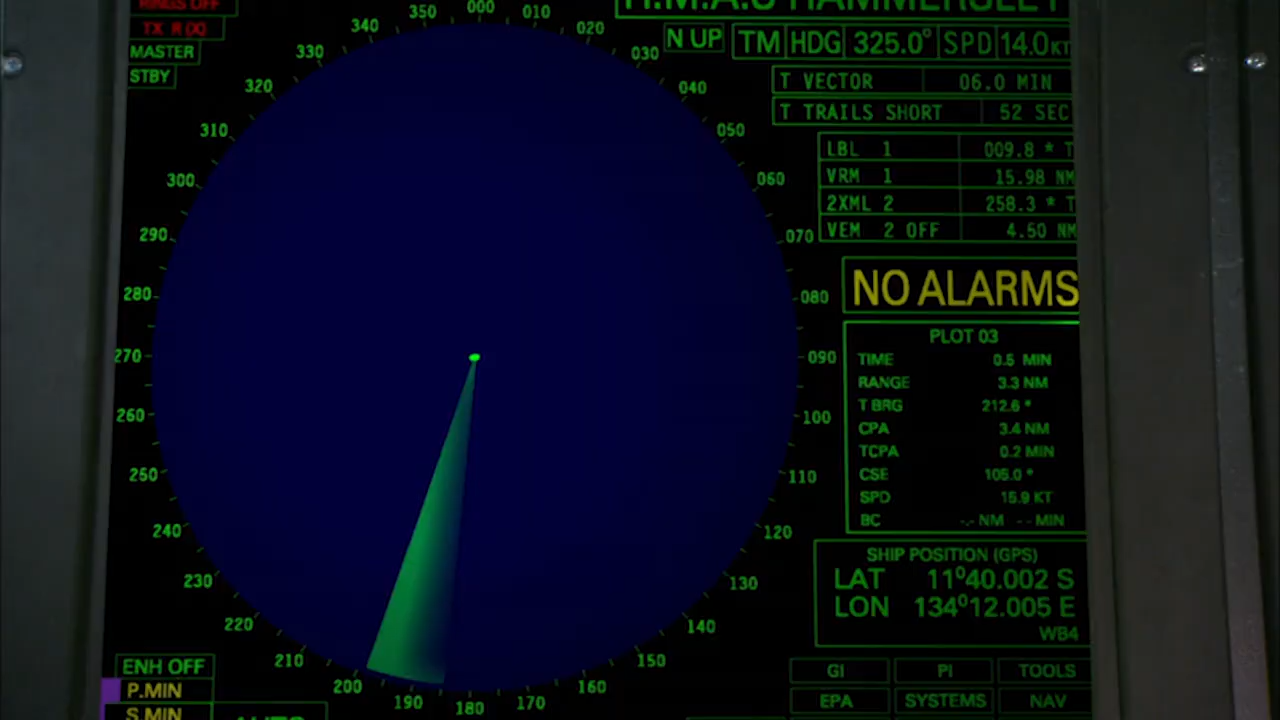 RINGS OFF
TX
MASTER
STBY
H.M.A.S HAMMERSLEY
N UP
TM HDG 325.0° SPD 14.0KT
T VECTOR 06.0 MIN
T TRAILS SHORT 52 SEC
LBL 1 009.8 * T
VRM 1 15.98 NM
2XML 2 258.3 * T
VEM 2 OFF 4.50 NM
NO ALARMS
PLOT 03
TIME 0.5 MIN
RANGE 3.3 NM
T BRG 212.6 *
CPA 3.4 NM
TCPA 0.2 MIN
CSE 105.0 *
SPD 15.9 KT
BC -.- NM -- MIN
SHIP POSITION (GPS)
LAT 11°40.002 S
LON 134°12.005 E
WB4
GI PI TOOLS
EPA SYSTEMS NAV
000
010
020
030
040
050
060
070
080
090
100
110
120
130
140
150
160
170
180
190
200
210
220
230
240
250
260
270
280
290
300
310
320
330
340
350
ENH OFF
P.MIN
S.MIN
AUTO